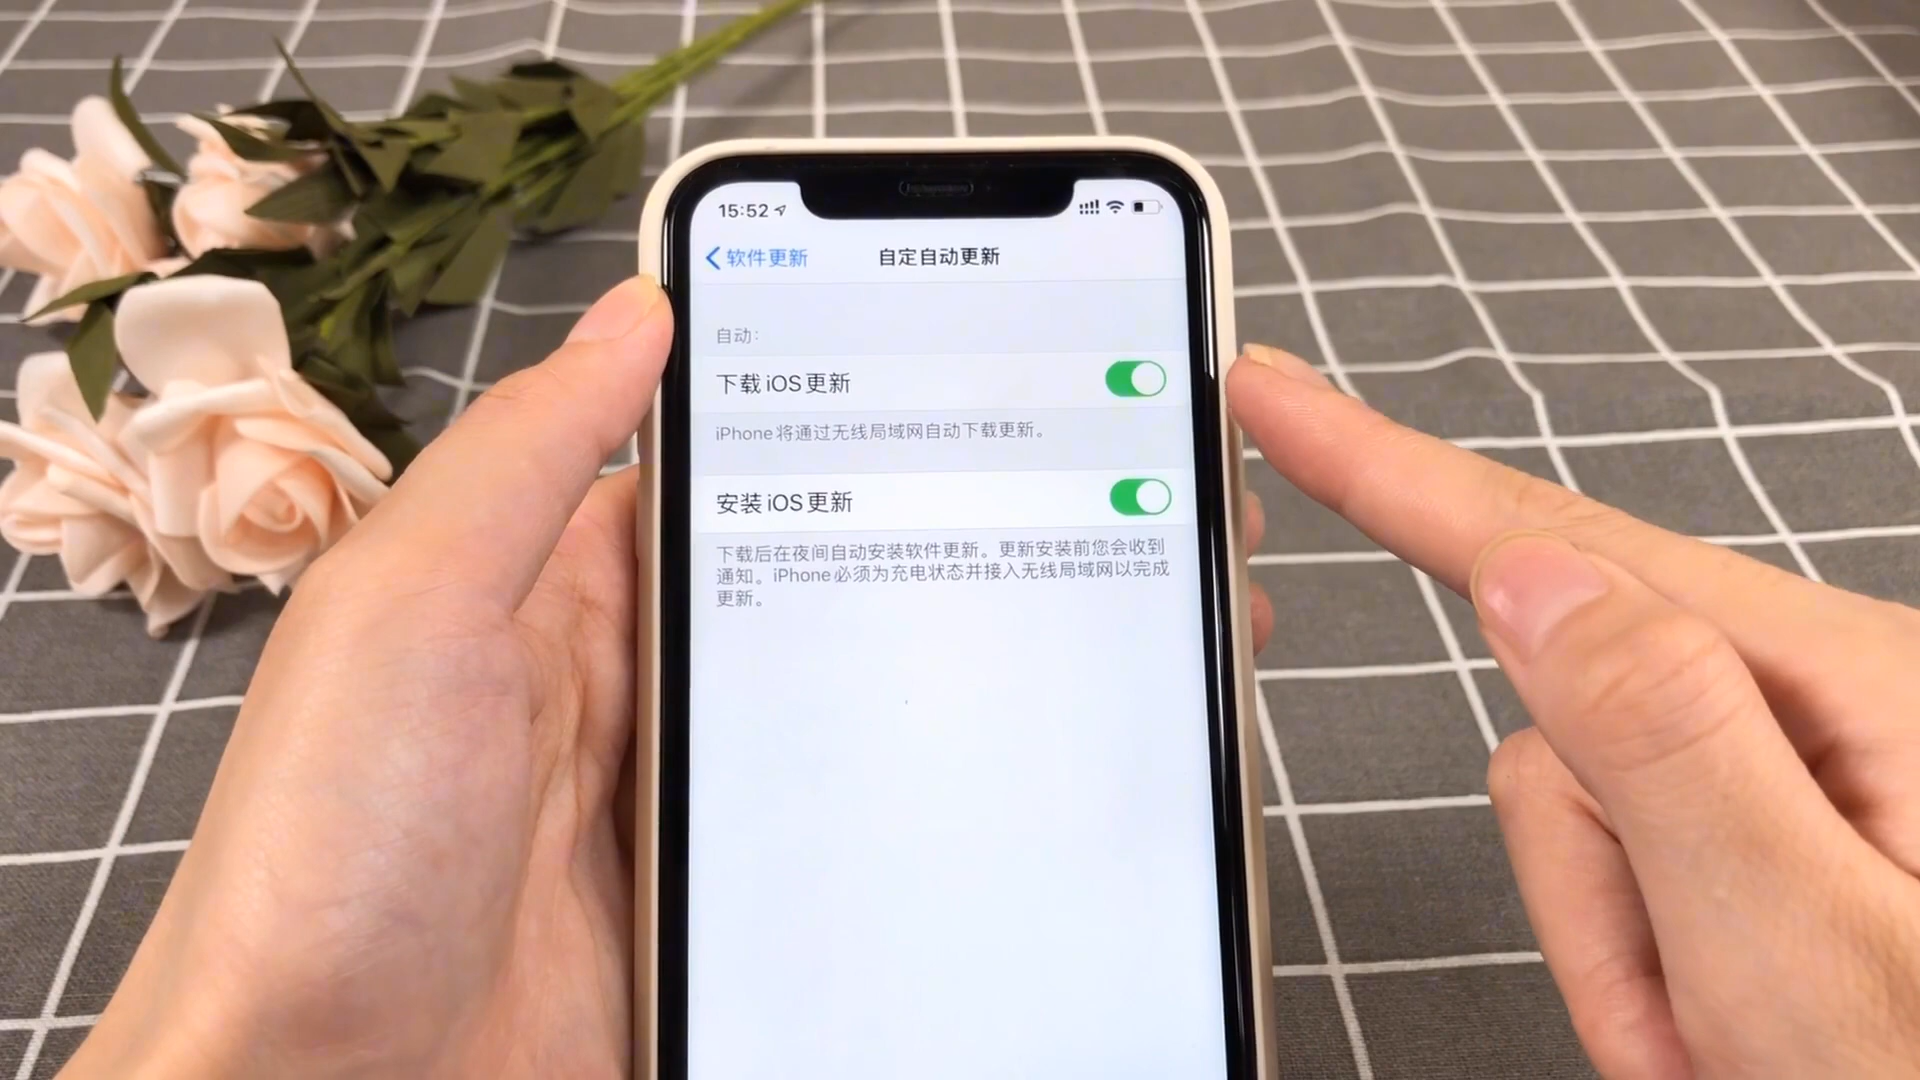 15:52
软件更新
自定自动更新
自动:
下载 iOS 更新
iPhone 将通过无线局域网自动下载更新。
安装 iOS 更新
下载后在夜间自动安装软件更新。更新安装前您会收到
通知。iPhone 必须为充电状态并接入无线局域网以完成
更新。